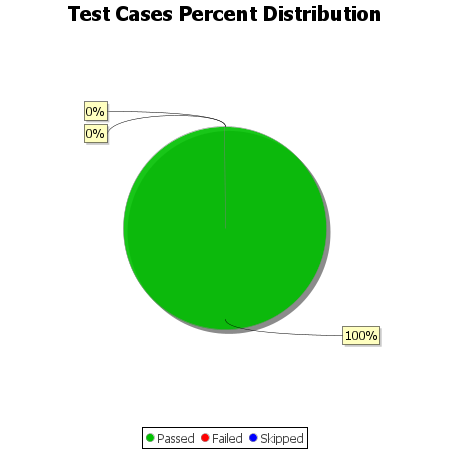 Test Cases Percent Distribution
0%
0%
100%
Passed Failed Skipped